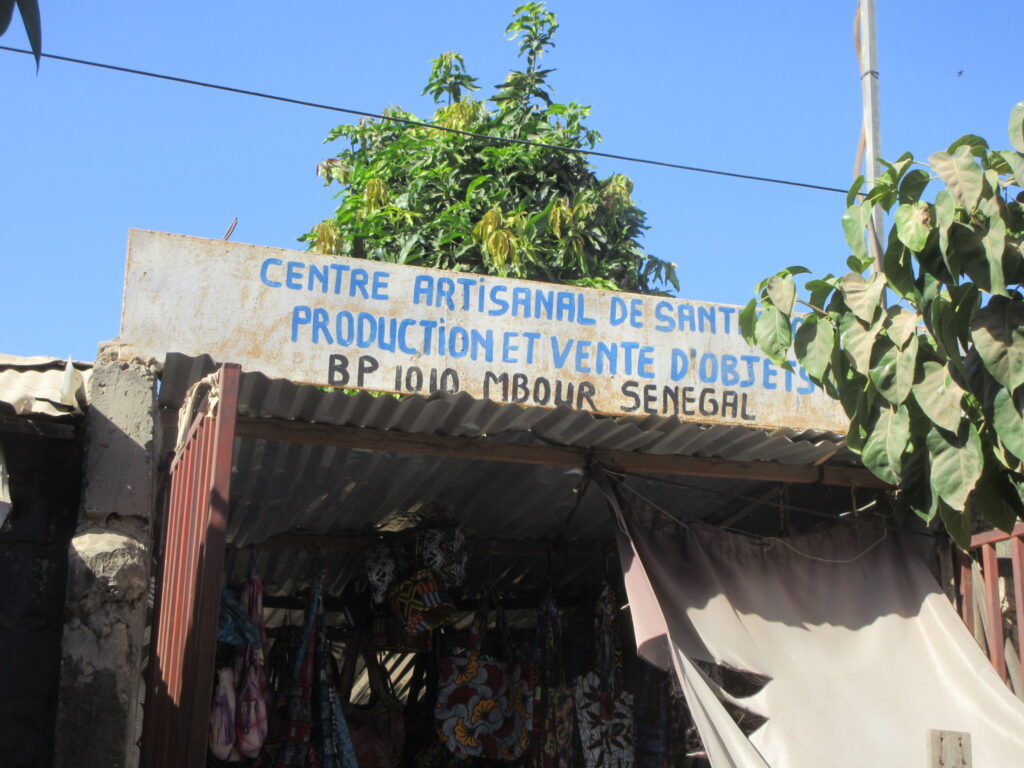 CENTRE ARTiSANAL DE
PRODUCTiON ET VENTE D'OBJETS
BP 1010 MBOUR SENEGAL